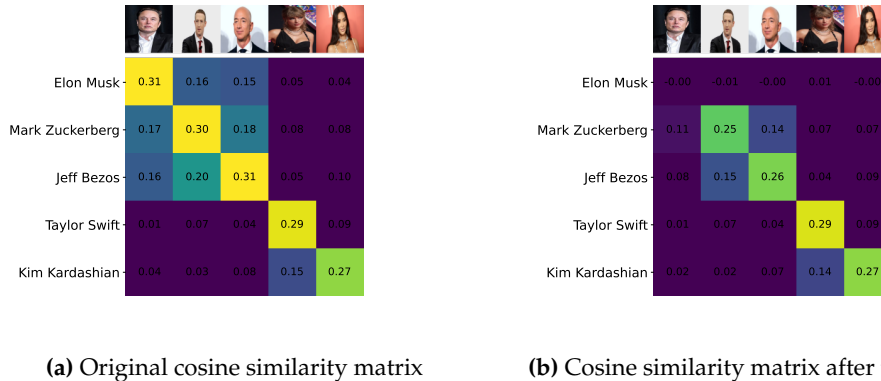 Elon Musk 0.31 0.16 0.15 0.05 0.04
Mark Zuckerberg 0.17 0.30 0.18 0.08 0.08
Jeff Bezos 0.16 0.20 0.31 0.05 0.10
Taylor Swift 0.01 0.07 0.04 0.29 0.09
Kim Kardashian 0.04 0.03 0.08 0.15 0.27
(a) Original cosine similarity matrix
Elon Musk -0.00 -0.01 -0.00 0.01 -0.00
Mark Zuckerberg 0.11 0.25 0.14 0.07 0.07
Jeff Bezos 0.08 0.15 0.26 0.04 0.09
Taylor Swift 0.01 0.07 0.04 0.29 0.09
Kim Kardashian 0.02 0.02 0.07 0.14 0.27
(b) Cosine similarity matrix after